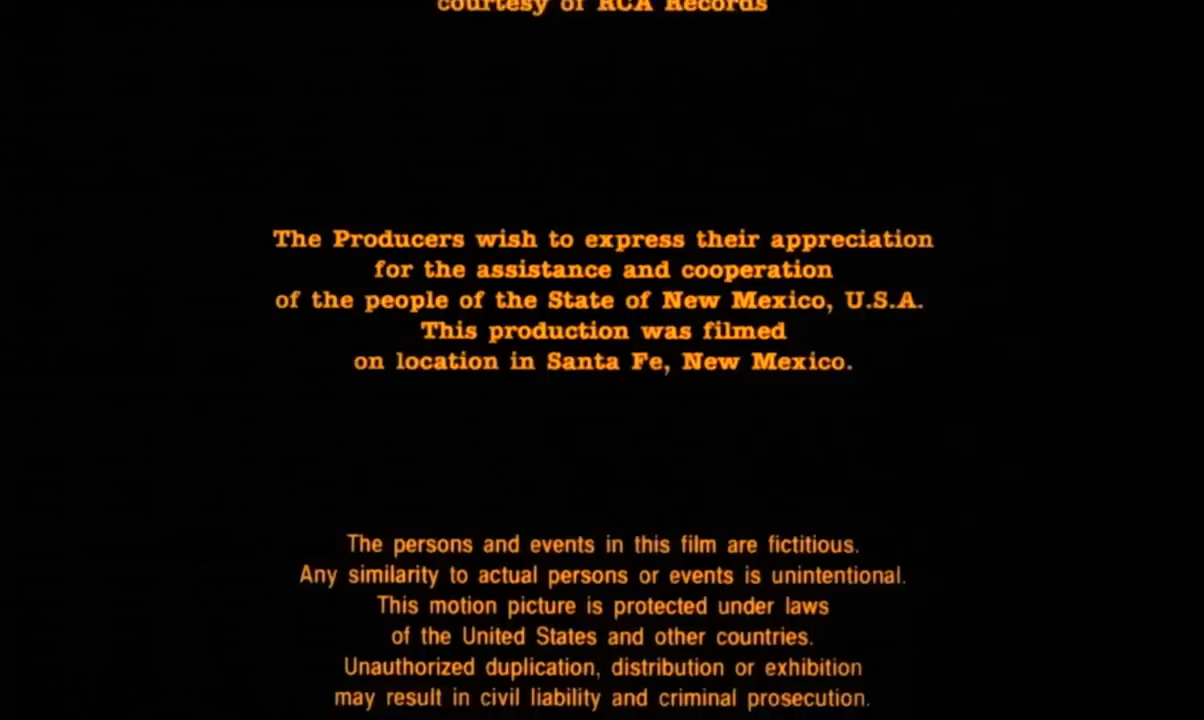 courtesy of RCA Records
The Producers wish to express their appreciation
for the assistance and cooperation
of the people of the State of New Mexico, U.S.A.
This production was filmed
on location in Santa Fe, New Mexico.
The persons and events in this film are fictitious.
Any similarity to actual persons or events is unintentional.
This motion picture is protected under laws
of the United States and other countries.
Unauthorized duplication, distribution or exhibition
may result in civil liability and criminal prosecution.